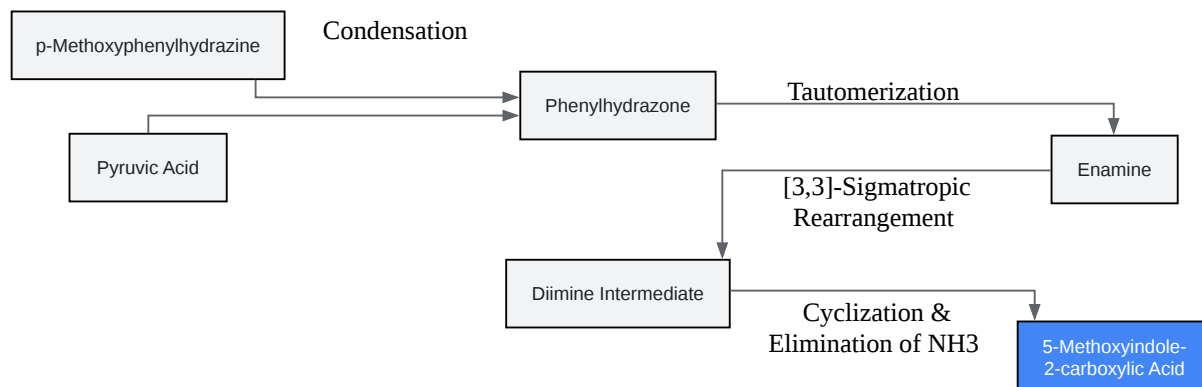 p-Methoxyphenylhydrazine
Condensation
Pyruvic Acid
Phenylhydrazone
Tautomerization
Enamine
[3,3]-Sigmatropic
Rearrangement
Diimine Intermediate
Cyclization &
Elimination of NH3
5-Methoxyindole-
2-carboxylic Acid